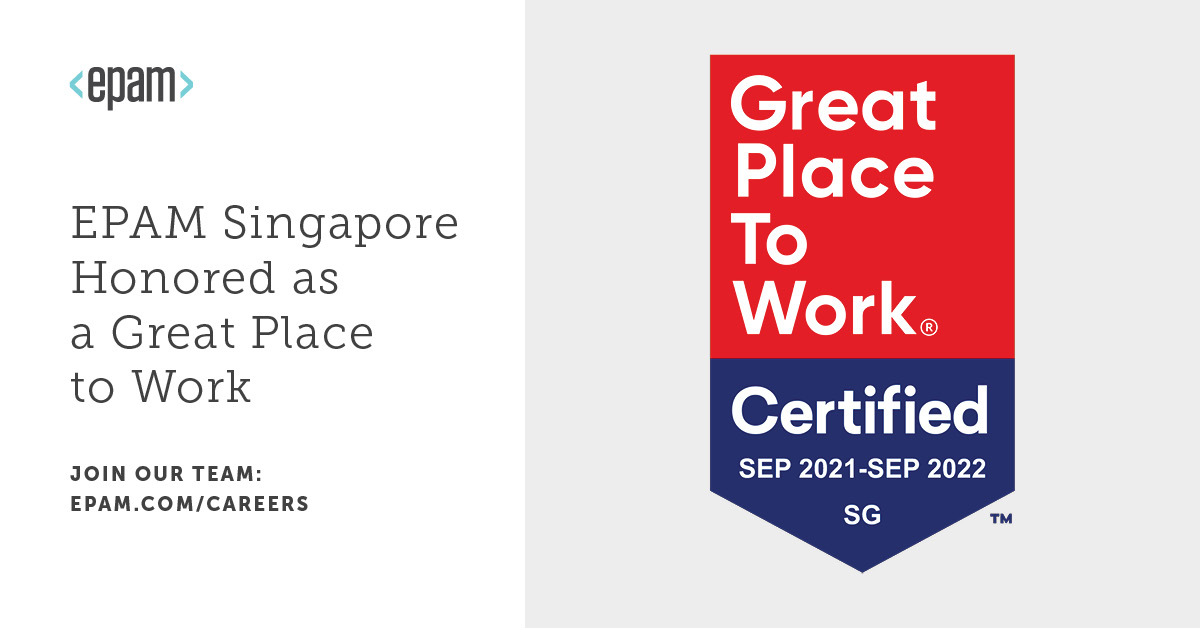 <epam>
EPAM Singapore
Honored as
a Great Place
to Work
JOIN OUR TEAM:
EPAM.COM/CAREERS
Great
Place
To
Work®
Certified
SEP 2021-SEP 2022
SG
™